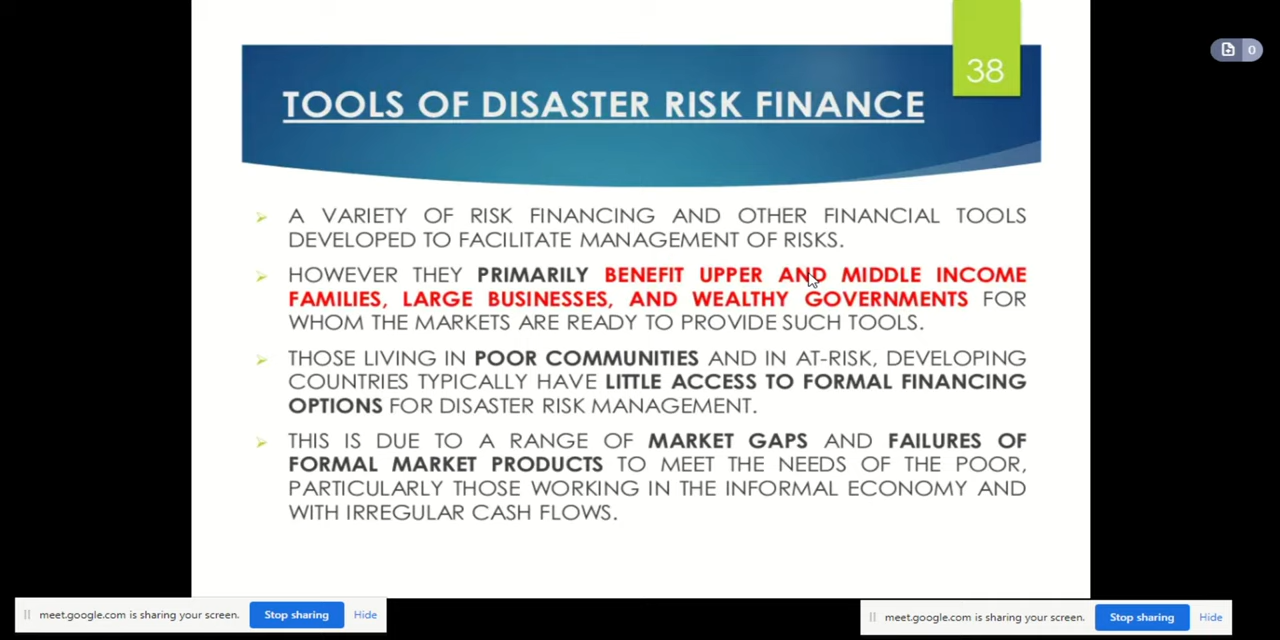 38
0
TOOLS OF DISASTER RISK FINANCE
A VARIETY OF RISK FINANCING AND OTHER FINANCIAL TOOLS
DEVELOPED TO FACILITATE MANAGEMENT OF RISKS.
HOWEVER THEY PRIMARILY BENEFIT UPPER AND MIDDLE INCOME
FAMILIES, LARGE BUSINESSES, AND WEALTHY GOVERNMENTS FOR
WHOM THE MARKETS ARE READY TO PROVIDE SUCH TOOLS.
THOSE LIVING IN POOR COMMUNITIES AND IN AT-RISK, DEVELOPING
COUNTRIES TYPICALLY HAVE LITTLE ACCESS TO FORMAL FINANCING
OPTIONS FOR DISASTER RISK MANAGEMENT.
THIS IS DUE TO A RANGE OF MARKET GAPS AND FAILURES OF
FORMAL MARKET PRODUCTS TO MEET THE NEEDS OF THE POOR,
PARTICULARLY THOSE WORKING IN THE INFORMAL ECONOMY AND
WITH IRREGULAR CASH FLOWS.
meet.google.com is sharing your screen. Stop sharing Hide
meet.google.com is sharing your screen. Stop sharing Hide